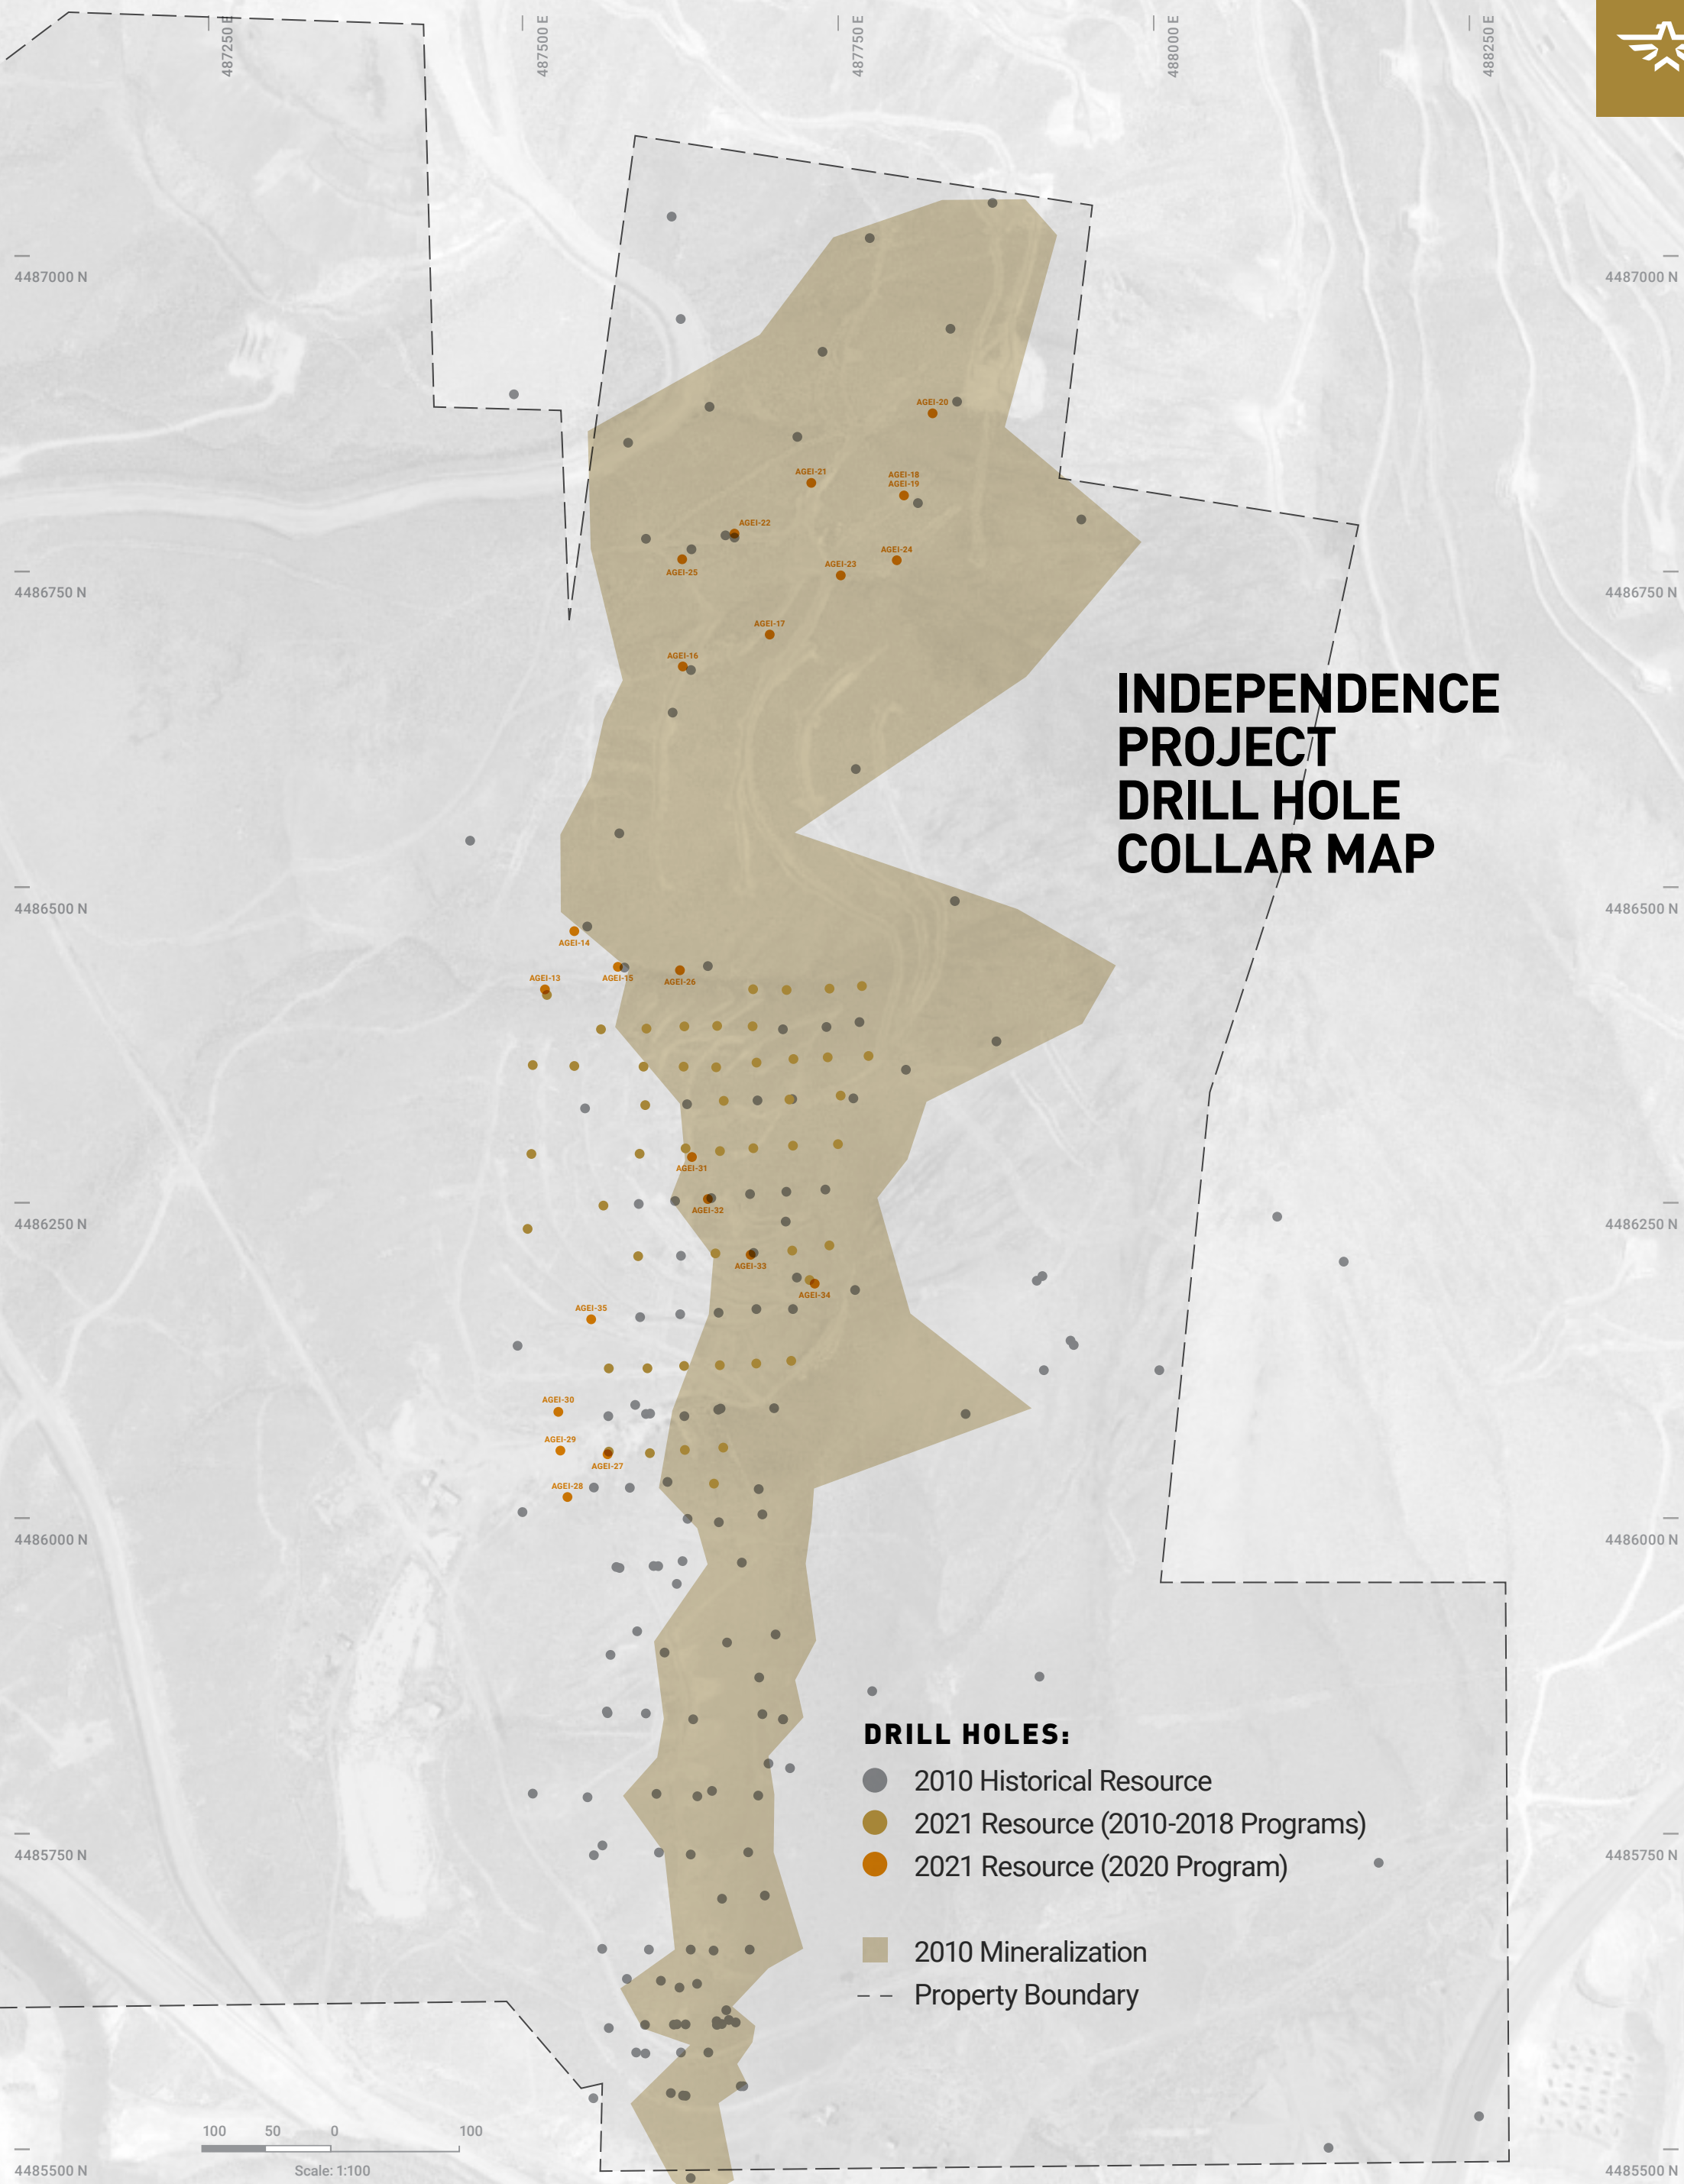 487250 E
487500 E
487750 E
488000 E
488250 E
4487000 N
4487000 N
AGEI-20
AGEI-21
AGEI-18
AGEI-19
AGEI-22
AGEI-24
AGEI-23
AGEI-25
4486750 N
4486750 N
AGEI-17
AGEI-16
INDEPENDENCE
PROJECT
DRILL HOLE
COLLAR MAP
4486500 N
4486500 N
AGEI-14
AGEI-13
AGEI-15
AGEI-26
AGEI-31
AGEI-32
4486250 N
4486250 N
AGEI-33
AGEI-34
AGEI-35
AGEI-30
AGEI-29
AGEI-27
AGEI-28
4486000 N
4486000 N
DRILL HOLES:
2010 Historical Resource
2021 Resource (2010-2018 Programs)
2021 Resource (2020 Program)
4485750 N
4485750 N
2010 Mineralization
Property Boundary
100 50 0 100
Scale: 1:100
4485500 N
4485500 N